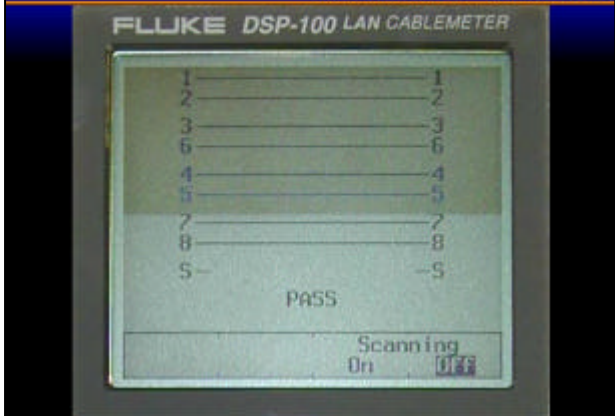 FLUKE DSP-100 LAN CABLEMETER
1 1
2 2
3 3
6 6
4 4
5 5
7 7
8 8
S S
PASS
Scanning
On Off